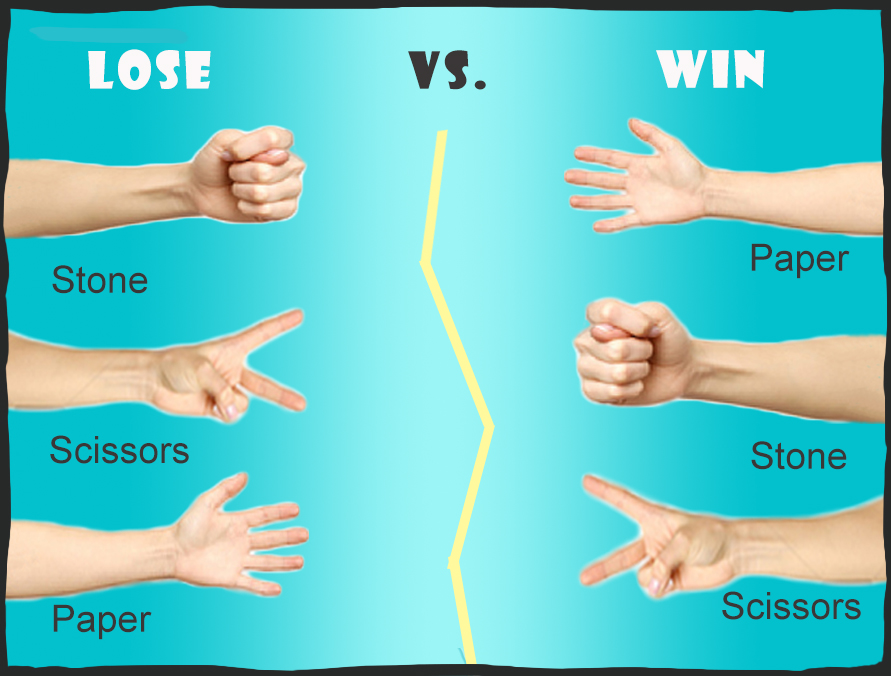 LOSE VS. WIN
Stone
Paper
Scissors
Stone
Paper
Scissors